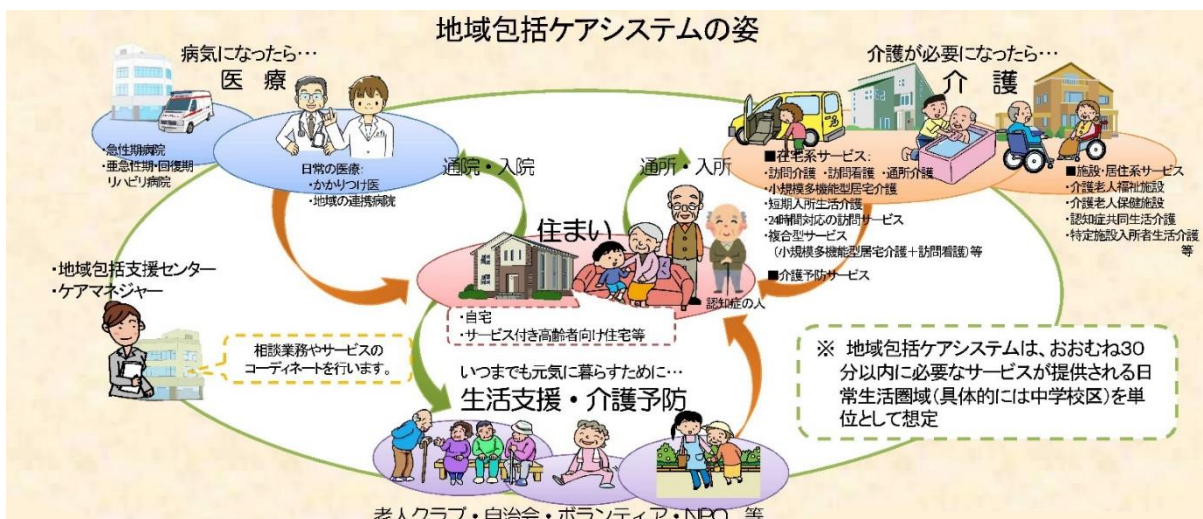 地域包括ケアシステムの姿
病気になったら…
医 療
・急性期病院
・亜急性期・回復期
リハビリ病院
日常の医療:
・かかりつけ医
・地域の連携病院
通院・入院
介護が必要になったら…
介 護
通所・入所
■在宅系サービス:
・訪問介護 ・訪問看護 ・通所介護
・小規模多機能型居宅介護
・短期入所生活介護
・24時間対応の訪問サービス
・複合型サービス
(小規模多機能型居宅介護+訪問看護)等
■介護予防サービス
■施設・居住系サービス
・介護老人福祉施設
・介護老人保健施設
・認知症共同生活介護
・特定施設入所者生活介護
等
住まい
認知症の人
・自宅
・サービス付き高齢者向け住宅等
・地域包括支援センター
・ケアマネジャー
相談業務やサービスの
コーディネートを行います。
いつまでも元気に暮らすために…
生活支援・介護予防
老人クラブ・自治会・ボランティア・NPO 等
※ 地域包括ケアシステムは、おおむね30
分以内に必要なサービスが提供される日
常生活圏域(具体的には中学校区)を単
位として想定